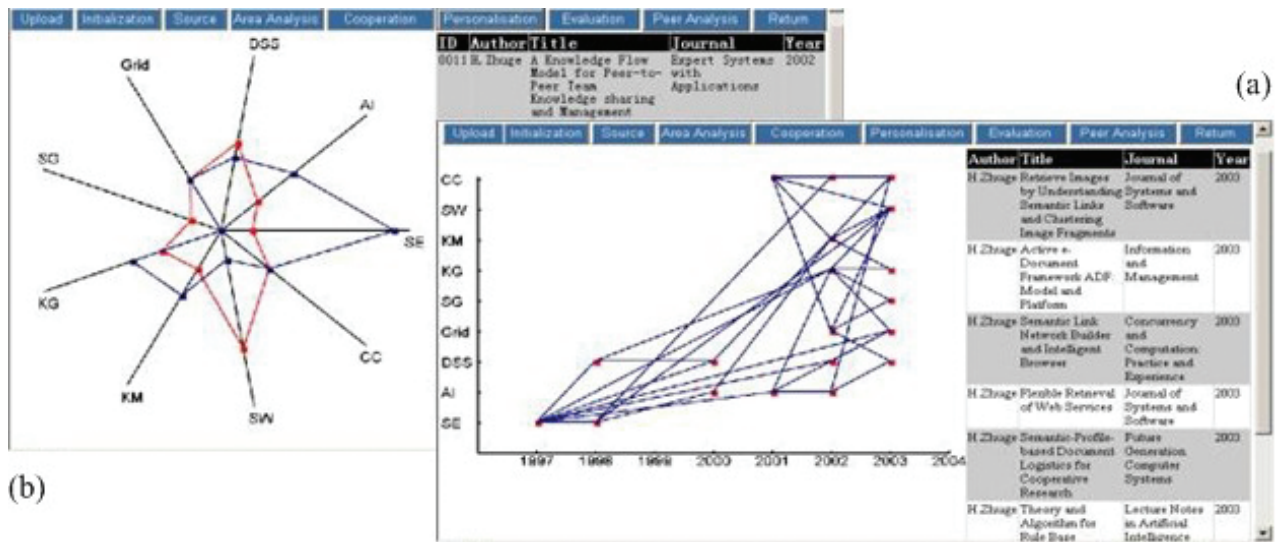 Upload Initialization Source Area Analysis Cooperation Personalisation Evaluation Peer Analysis Return
ID Author Title Journal Year
0011 H. Zhuge A Knowledge Flow Expert Systems 2002
Model for Peer-to- with
Peer Team Applications
Knowledge sharing
and Management
(a)
DSS
Grid
AI
SG
SE
KG
CC
KM
SW
(b)
Upload Initialization Source Area Analysis Cooperation Personalisation Evaluation Peer Analysis Return
CC
SW
KM
KG
SG
Grid
DSS
AI
SE
1997 1998 1999 2000 2001 2002 2003 2004
Author Title Journal Year
H.Zhuge Retrieve Images Journal of 2003
by Understanding Systems and
Semantic Links Software
and Clustering
Image Fragments
H.Zhuge Active e- Information 2003
Document and
Framework ADF: Management
Model and
Platform
H.Zhuge Semantic Link Concurrency 2003
Network Builder and
and Intelligent Computation:
Browser Practice and
Experience
H.Zhuge Flexible Retrieval Journal of 2003
of Web Services Systems and
Software
H.Zhuge Semantic-Profile- Future 2003
based Document Generation
Logistics for Computer
Cooperative Systems
Research
H.Zhuge Theory and Lecture Notes 2003
Algorithm for in Artificial
Rule Base Intelligence